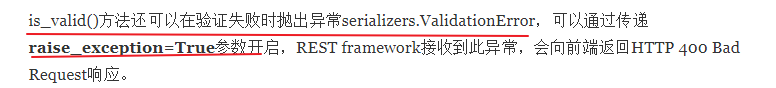 is_valid()方法还可以在验证失败时抛出异常serializers.ValidationError，可以通过传递
raise_exception=True参数开启，REST framework接收到此异常，会向前端返回HTTP 400 Bad
Request响应。